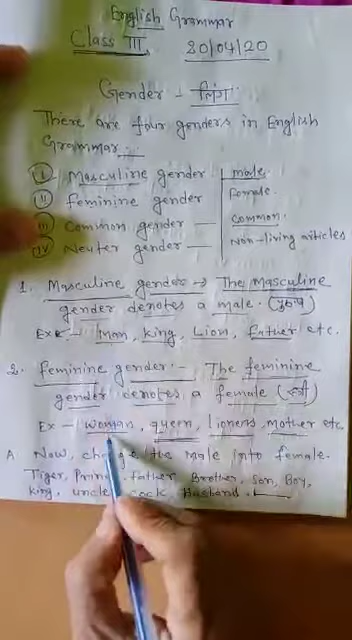 English Grammar
Class III 20/04/20
Gender - लिंग
There are four genders in English
Grammar
I Masculine gender male
II Feminine gender Female
III Common gender Common
IV Neuter gender Non-living articles
1. Masculine gender → The Masculine
gender denotes a male. (पुरुष)
Ex - Man, King, Lion, father etc.
2. Feminine gender - The feminine
gender denotes a female (स्त्री)
Ex - woman, queen, Lioness, mother etc.
A Now, change the male into female.
Tiger, father Brother, Son, Boy,
King, uncle cock, Husband.